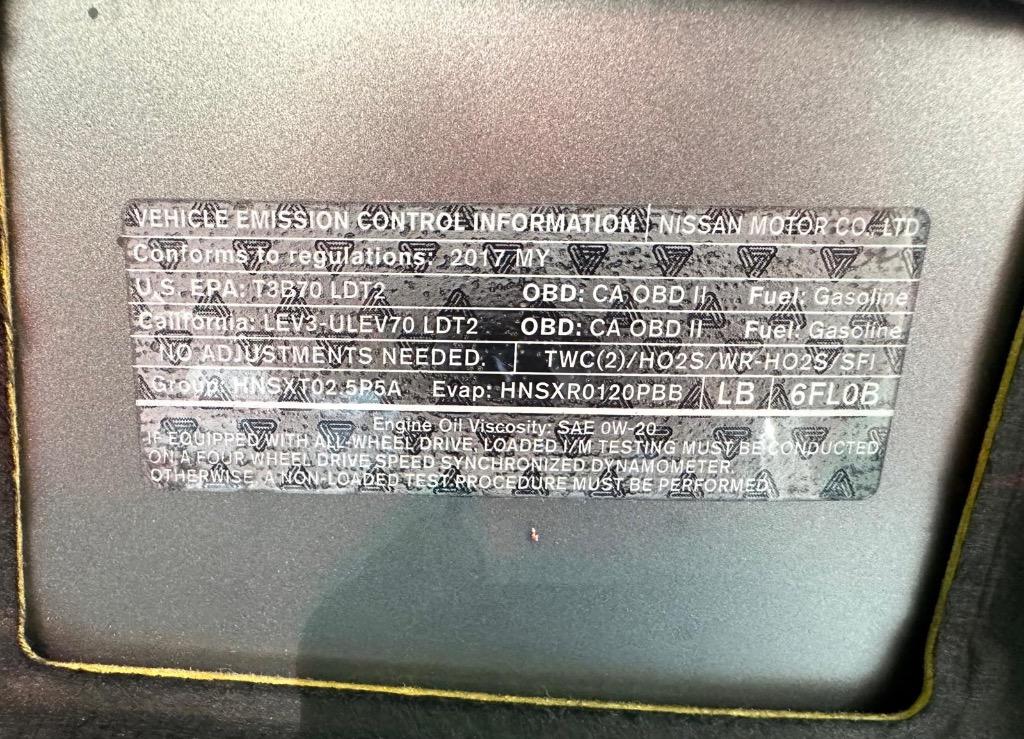 VEHICLE EMISSION CONTROL INFORMATION NISSAN MOTOR CO., LTD
Conforms to regulations: 2017 MY
U.S. EPA: T3B70 LDT2 OBD: CA OBD II Fuel: Gasoline
California: LEV3-ULEV70 LDT2 OBD: CA OBD II Fuel: Gasoline
NO ADJUSTMENTS NEEDED. TWC(2)/HO2S/WR-HO2S/SFI
Group: HNSXT02.5P5A Evap: HNSXR0120PBB LB 6FL0B
Engine Oil Viscosity: SAE 0W-20
IF EQUIPPED WITH ALL-WHEEL DRIVE, LOADED I/M TESTING MUST BE CONDUCTED
ON A FOUR WHEEL DRIVE SPEED SYNCHRONIZED DYNAMOMETER.
OTHERWISE, A NON-LOADED TEST PROCEDURE MUST BE PERFORMED.